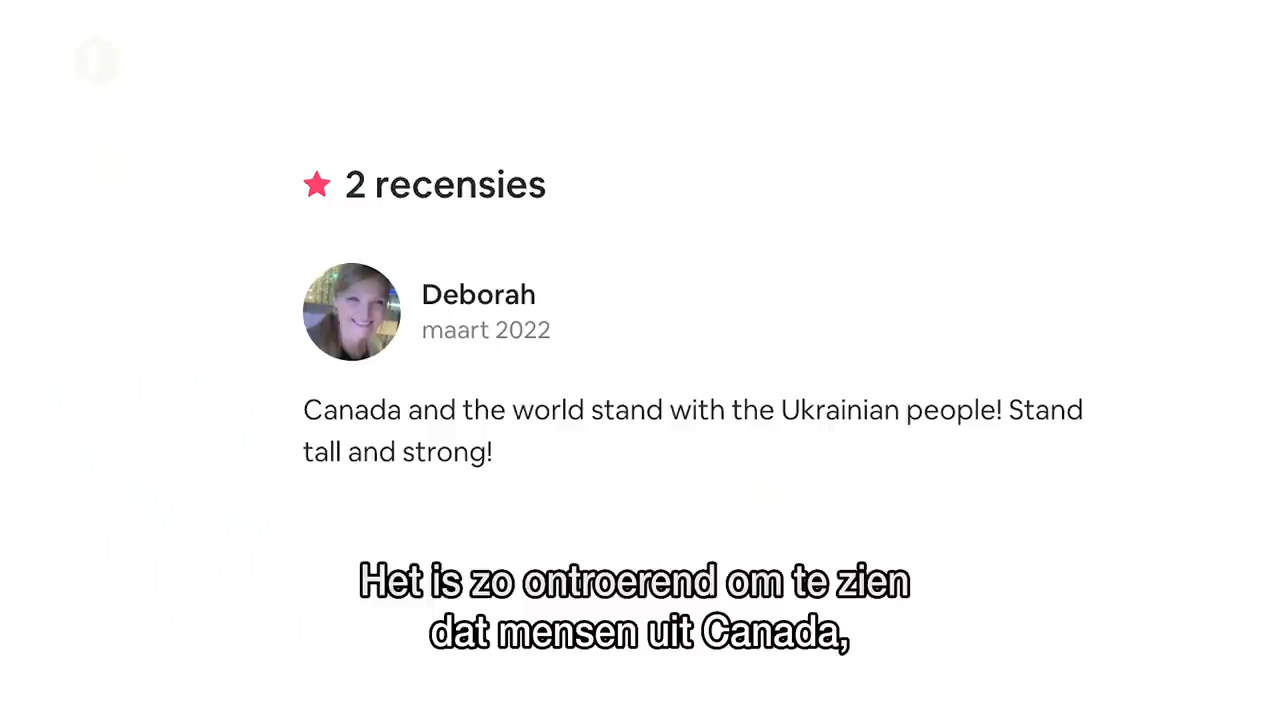 2 recensies
Deborah
maart 2022
Canada and the world stand with the Ukrainian people! Stand
tall and strong!
Het is zo ontroerend om te zien
dat mensen uit Canada,